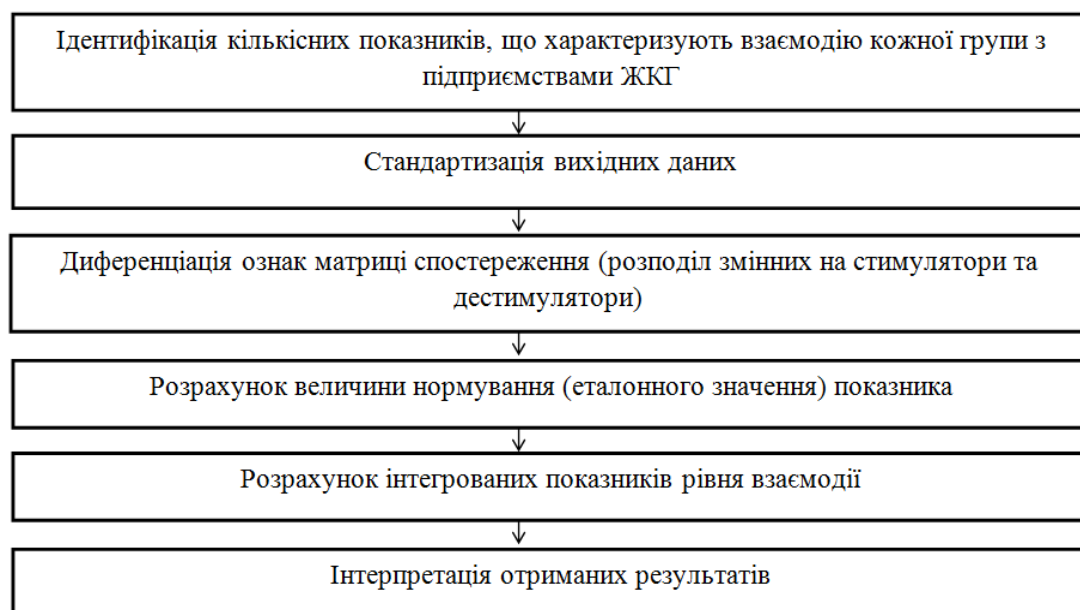 Ідентифікація кількісних показників, що характеризують взаємодію кожної групи з
підприємствами ЖКГ
Стандартизація вихідних даних
Диференціація ознак матриці спостереження (розподіл змінних на стимулятори та
дестимулятори)
Розрахунок величини нормування (еталонного значення) показника
Розрахунок інтегрованих показників рівня взаємодії
Інтерпретація отриманих результатів